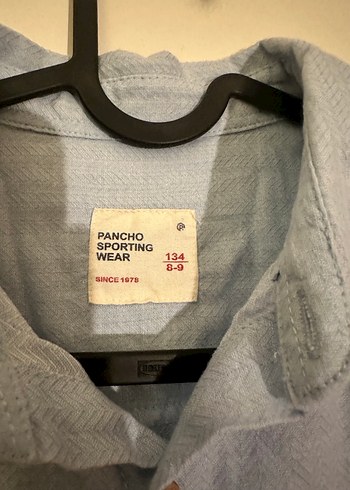 ®
PANCHO
SPORTING
WEAR
134
8-9
SINCE 1978